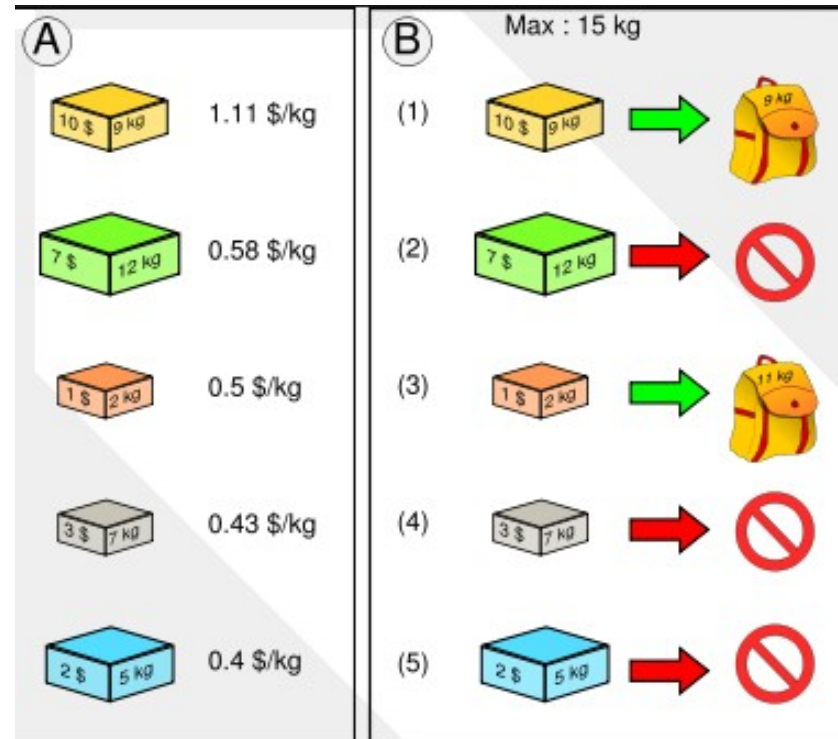 A
10 $ 9 kg 1.11 $/kg
7 $ 12 kg 0.58 $/kg
1 $ 2 kg 0.5 $/kg
3 $ 7 kg 0.43 $/kg
2 $ 5 kg 0.4 $/kg
B
Max : 15 kg
(1) 10 $ 9 kg 9 kg
(2) 7 $ 12 kg
(3) 1 $ 2 kg 11 kg
(4) 3 $ 7 kg
(5) 2 $ 5 kg